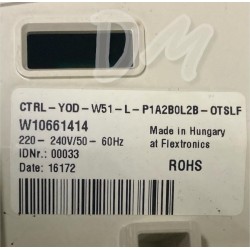 DM
CTRL-YOD-W51-L-P1A2B0L2B-OTSLF
W10661414
Made in Hungary
220-240V/50-60Hz
at Flextronics
IDNr.: 00033
ROHS
Date: 16172